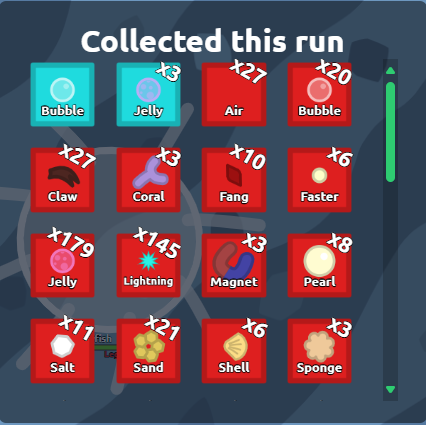 Collected this run
x3 x27 x20
Bubble Jelly Air Bubble
x27 x3 x10 x6
Claw Coral Fang Faster
x179 x145 x3 x8
Jelly Lightning Magnet Pearl
x11 x21 x6 x3
fish
Salt Sand Shell Sponge